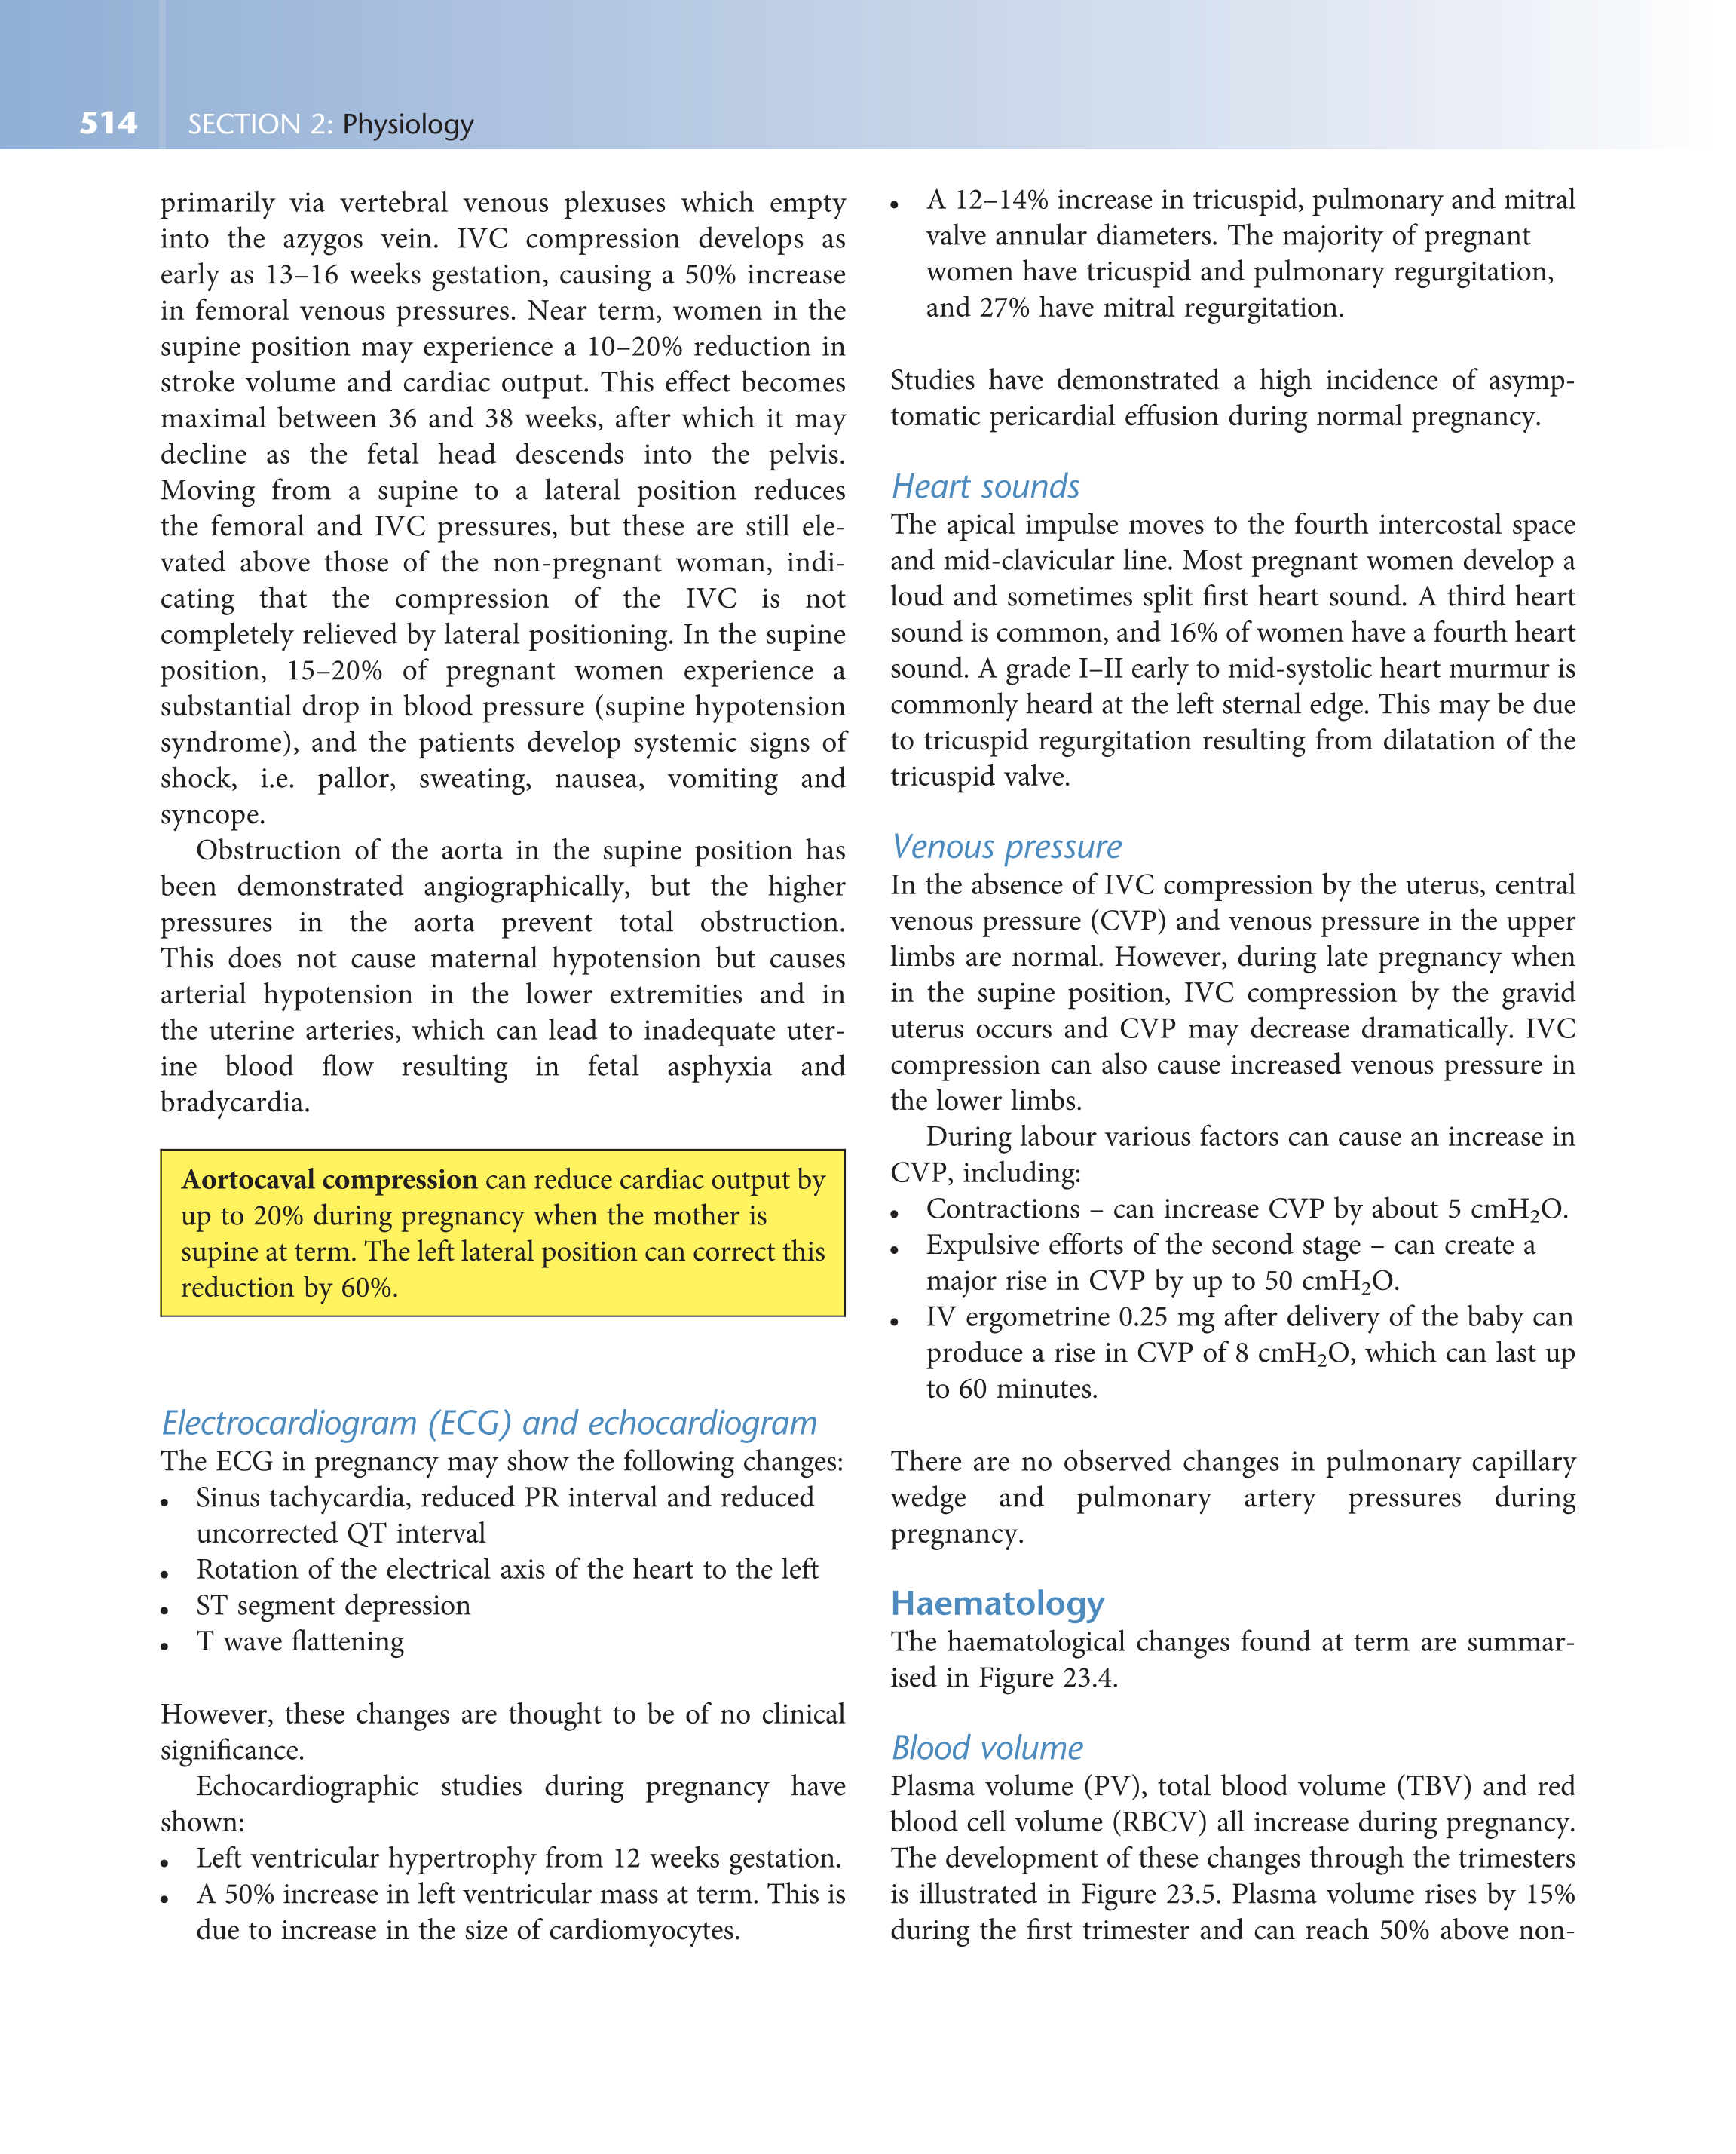 514 SECTION 2: Physiology
primarily via vertebral venous plexuses which empty
into the azygos vein. IVC compression develops as
early as 13–16 weeks gestation, causing a 50% increase
in femoral venous pressures. Near term, women in the
supine position may experience a 10–20% reduction in
stroke volume and cardiac output. This effect becomes
maximal between 36 and 38 weeks, after which it may
decline as the fetal head descends into the pelvis.
Moving from a supine to a lateral position reduces
the femoral and IVC pressures, but these are still ele-
vated above those of the non-pregnant woman, indi-
cating that the compression of the IVC is not
completely relieved by lateral positioning. In the supine
position, 15–20% of pregnant women experience a
substantial drop in blood pressure (supine hypotension
syndrome), and the patients develop systemic signs of
shock, i.e. pallor, sweating, nausea, vomiting and
syncope.
Obstruction of the aorta in the supine position has
been demonstrated angiographically, but the higher
pressures in the aorta prevent total obstruction.
This does not cause maternal hypotension but causes
arterial hypotension in the lower extremities and in
the uterine arteries, which can lead to inadequate uter-
ine blood flow resulting in fetal asphyxia and
bradycardia.
Aortocaval compression can reduce cardiac output by
up to 20% during pregnancy when the mother is
supine at term. The left lateral position can correct this
reduction by 60%.
Electrocardiogram (ECG) and echocardiogram
The ECG in pregnancy may show the following changes:
• Sinus tachycardia, reduced PR interval and reduced
uncorrected QT interval
• Rotation of the electrical axis of the heart to the left
• ST segment depression
• T wave flattening
However, these changes are thought to be of no clinical
significance.
Echocardiographic studies during pregnancy have
shown:
• Left ventricular hypertrophy from 12 weeks gestation.
• A 50% increase in left ventricular mass at term. This is
due to increase in the size of cardiomyocytes.
• A 12–14% increase in tricuspid, pulmonary and mitral
valve annular diameters. The majority of pregnant
women have tricuspid and pulmonary regurgitation,
and 27% have mitral regurgitation.
Studies have demonstrated a high incidence of asymp-
tomatic pericardial effusion during normal pregnancy.
Heart sounds
The apical impulse moves to the fourth intercostal space
and mid-clavicular line. Most pregnant women develop a
loud and sometimes split first heart sound. A third heart
sound is common, and 16% of women have a fourth heart
sound. A grade I–II early to mid-systolic heart murmur is
commonly heard at the left sternal edge. This may be due
to tricuspid regurgitation resulting from dilatation of the
tricuspid valve.
Venous pressure
In the absence of IVC compression by the uterus, central
venous pressure (CVP) and venous pressure in the upper
limbs are normal. However, during late pregnancy when
in the supine position, IVC compression by the gravid
uterus occurs and CVP may decrease dramatically. IVC
compression can also cause increased venous pressure in
the lower limbs.
During labour various factors can cause an increase in
CVP, including:
• Contractions – can increase CVP by about 5 cmH₂O.
• Expulsive efforts of the second stage – can create a
major rise in CVP by up to 50 cmH₂O.
• IV ergometrine 0.25 mg after delivery of the baby can
produce a rise in CVP of 8 cmH₂O, which can last up
to 60 minutes.
There are no observed changes in pulmonary capillary
wedge and pulmonary artery pressures during
pregnancy.
Haematology
The haematological changes found at term are summar-
ised in Figure 23.4.
Blood volume
Plasma volume (PV), total blood volume (TBV) and red
blood cell volume (RBCV) all increase during pregnancy.
The development of these changes through the trimesters
is illustrated in Figure 23.5. Plasma volume rises by 15%
during the first trimester and can reach 50% above non-